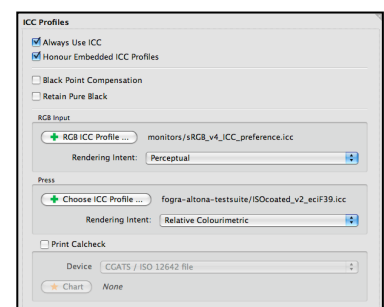 ICC Profiles
Always Use ICC
Honour Embedded ICC Profiles
Black Point Compensation
Retain Pure Black
RGB Input
RGB ICC Profile ... monitors/sRGB_v4_ICC_preference.icc
Rendering Intent: Perceptual
Press
Choose ICC Profile ... fogra-altona-testsuite/ISOcoated_v2_eciF39.icc
Rendering Intent: Relative Colourimetric
Print Calcheck
Device CGATS / ISO 12642 file
Chart None